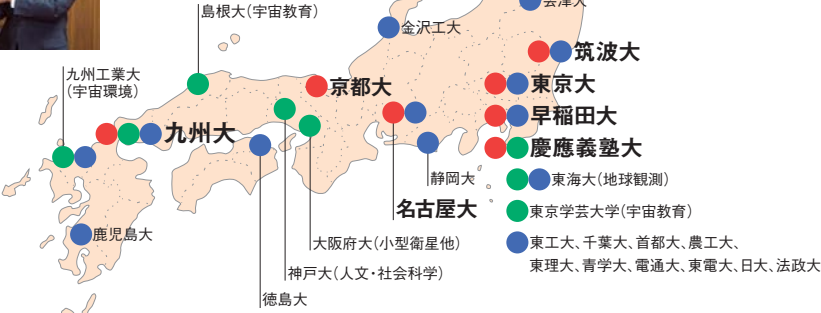 島根大(宇宙教育)
金沢工大
会津大
筑波大
九州工業大
(宇宙環境)
京都大
東京大
早稲田大
九州大
慶應義塾大
静岡大
東海大(地球観測)
名古屋大
東京学芸大学(宇宙教育)
鹿児島大
大阪府大(小型衛星他)
東工大、千葉大、首都大、農工大、
東理大、青学大、電通大、東電大、日大、法政大
神戸大(人文・社会科学)
徳島大